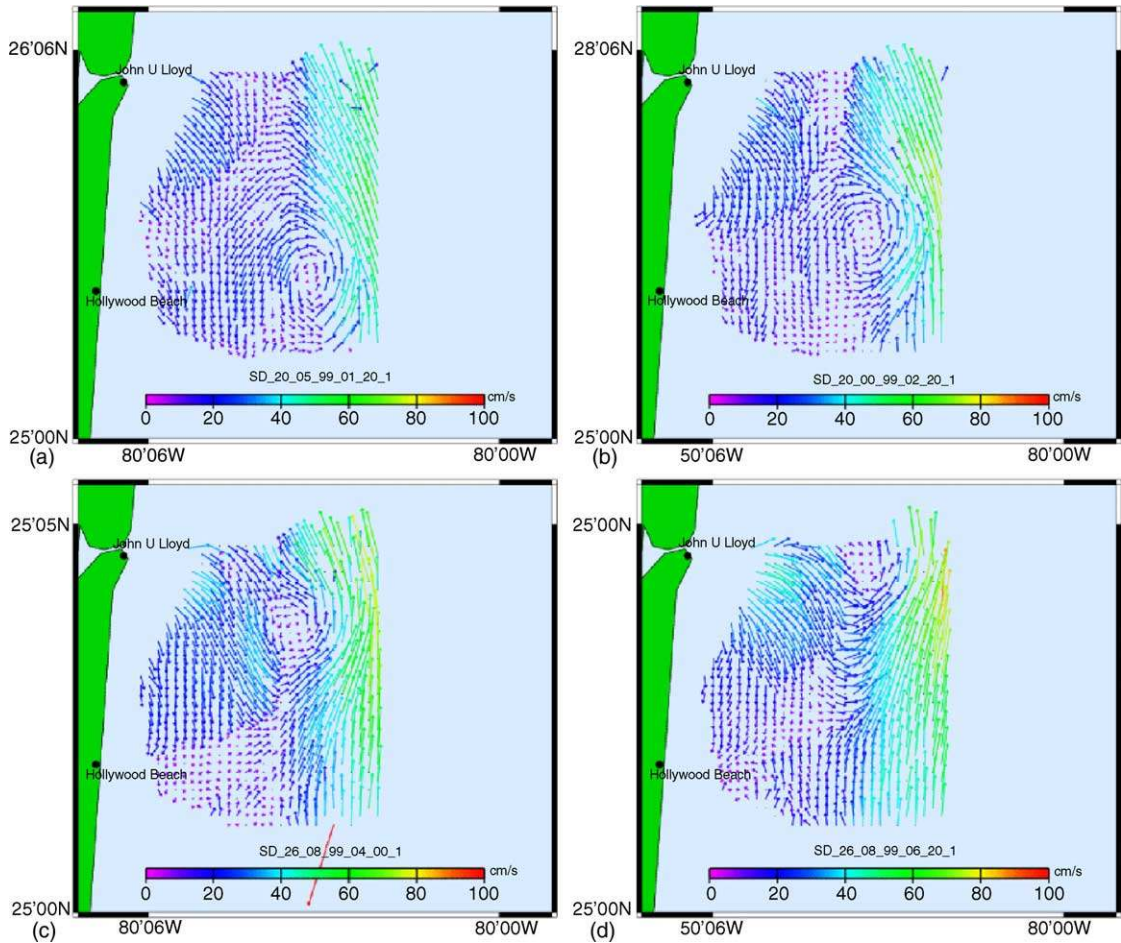 26'06N
John U Lloyd
Hollywood Beach
SD_20_05_99_01_20_1
0 20 40 60 80 100 cm/s
25'00N
80'06W 80'00W
(a)
28'06N
John U Lloyd
Hollywood Beach
SD_20_00_99_02_20_1
0 20 40 60 80 100 cm/s
25'00N
50'06W 80'00W
(b)
25'05N
John U Lloyd
Hollywood Beach
SD_26_08_99_04_00_1
0 20 40 60 80 100 cm/s
25'00N
80'06W 80'00W
(c)
25'00N
John U Lloyd
Hollywood Beach
SD_26_08_99_06_20_1
0 20 40 60 80 100 cm/s
25'00N
50'06W 80'00W
(d)